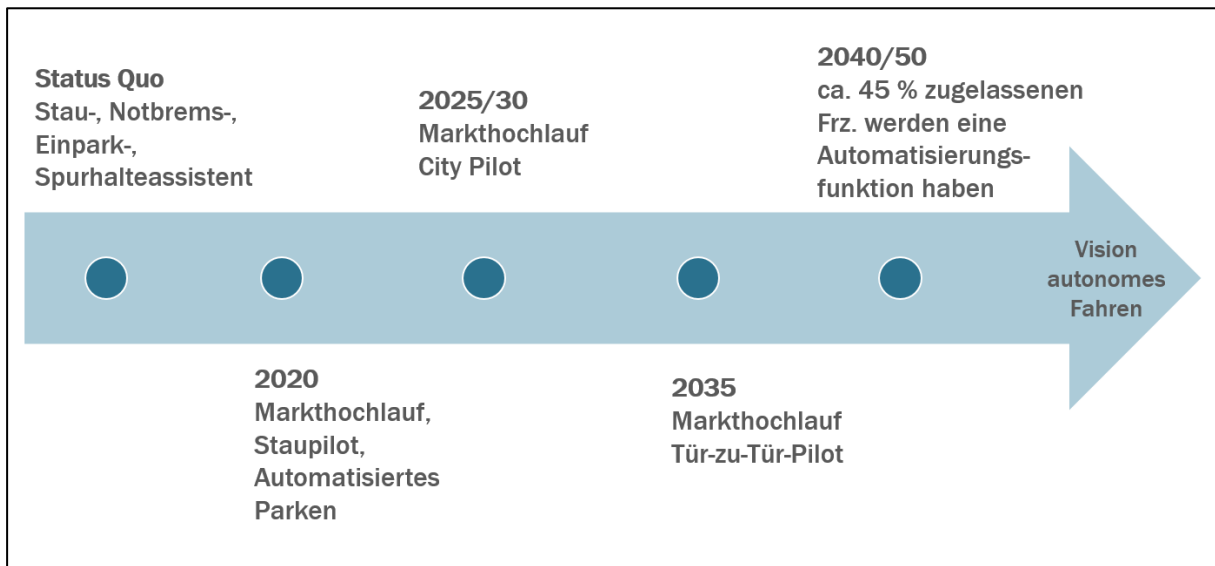 Status Quo
Stau-, Notbrems-,
Einpark-,
Spurhalteassistent
2020
Markthochlauf,
Staupilot,
Automatisiertes
Parken
2025/30
Markthochlauf
City Pilot
2035
Markthochlauf
Tür-zu-Tür-Pilot
2040/50
ca. 45 % zugelassenen
Frz. werden eine
Automatisierungs-
funktion haben
Vision
autonomes
Fahren